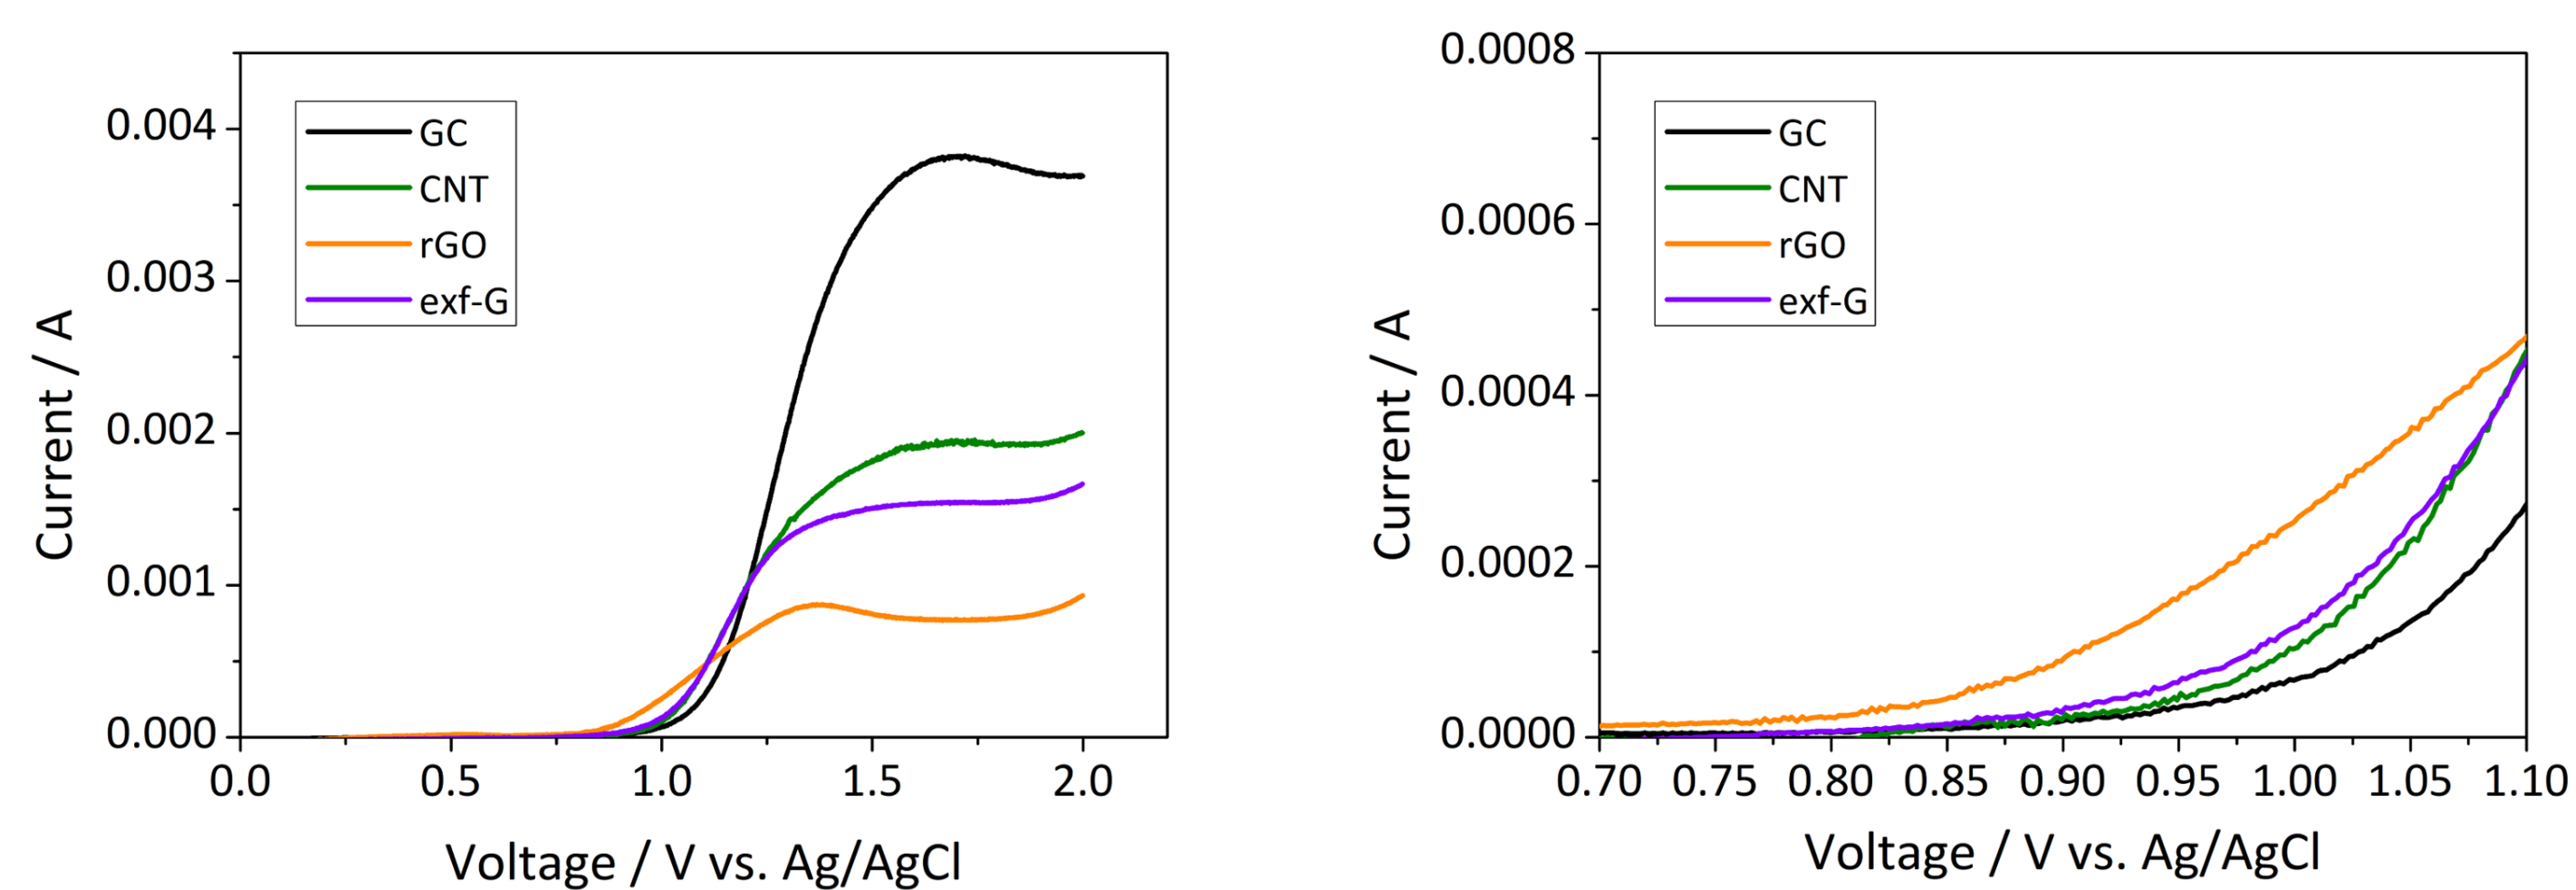 0.004
0.003
0.002
0.001
0.000
Current / A
GC
CNT
rGO
exf-G
0.0 0.5 1.0 1.5 2.0
Voltage / V vs. Ag/AgCl
0.0008
0.0006
0.0004
0.0002
0.0000
Current / A
GC
CNT
rGO
exf-G
0.70 0.75 0.80 0.85 0.90 0.95 1.00 1.05 1.10
Voltage / V vs. Ag/AgCl